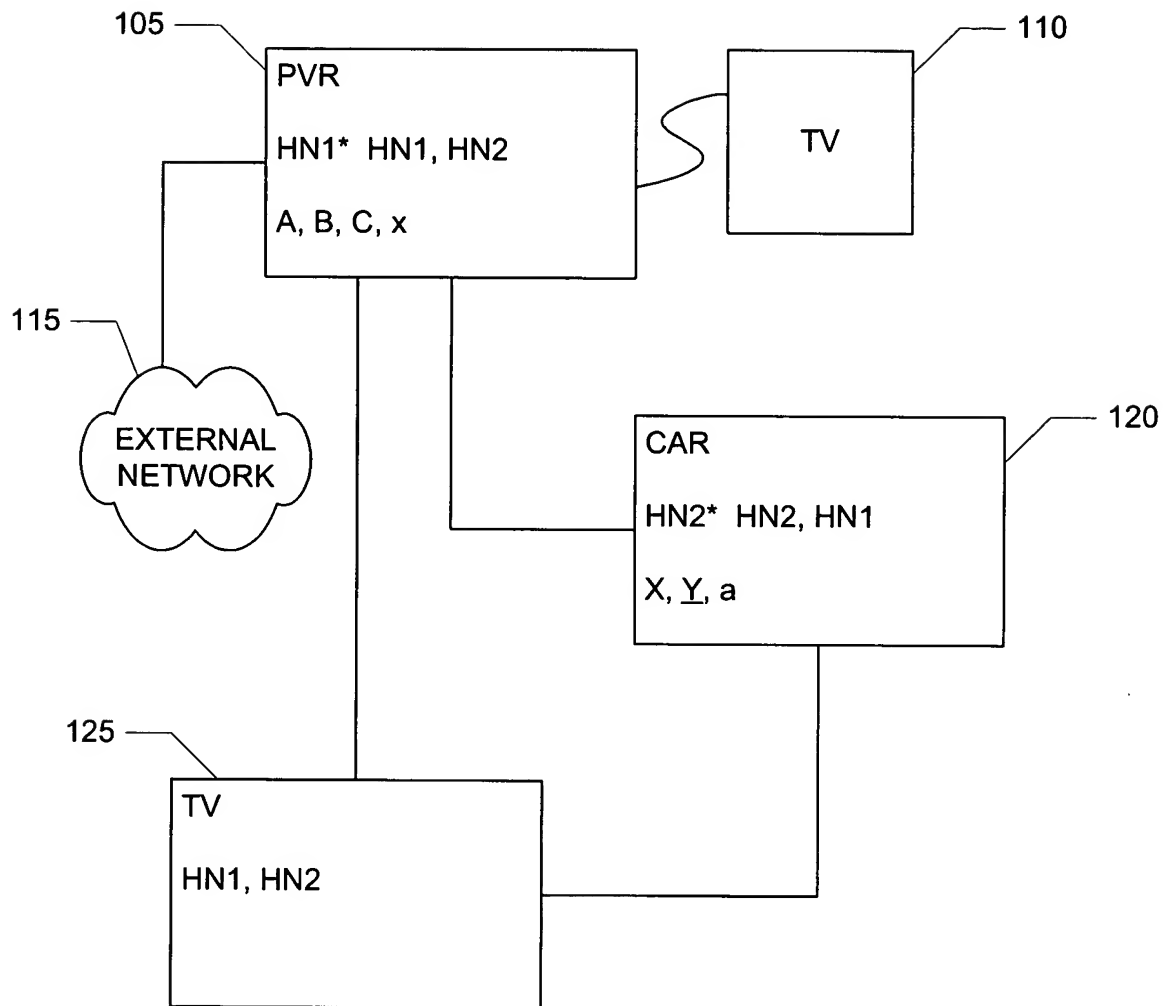 105
110
PVR
HN1* HN1, HN2
A, B, C, x
TV
115
EXTERNAL
NETWORK
120
CAR
HN2* HN2, HN1
X, Y, a
125
TV
HN1, HN2